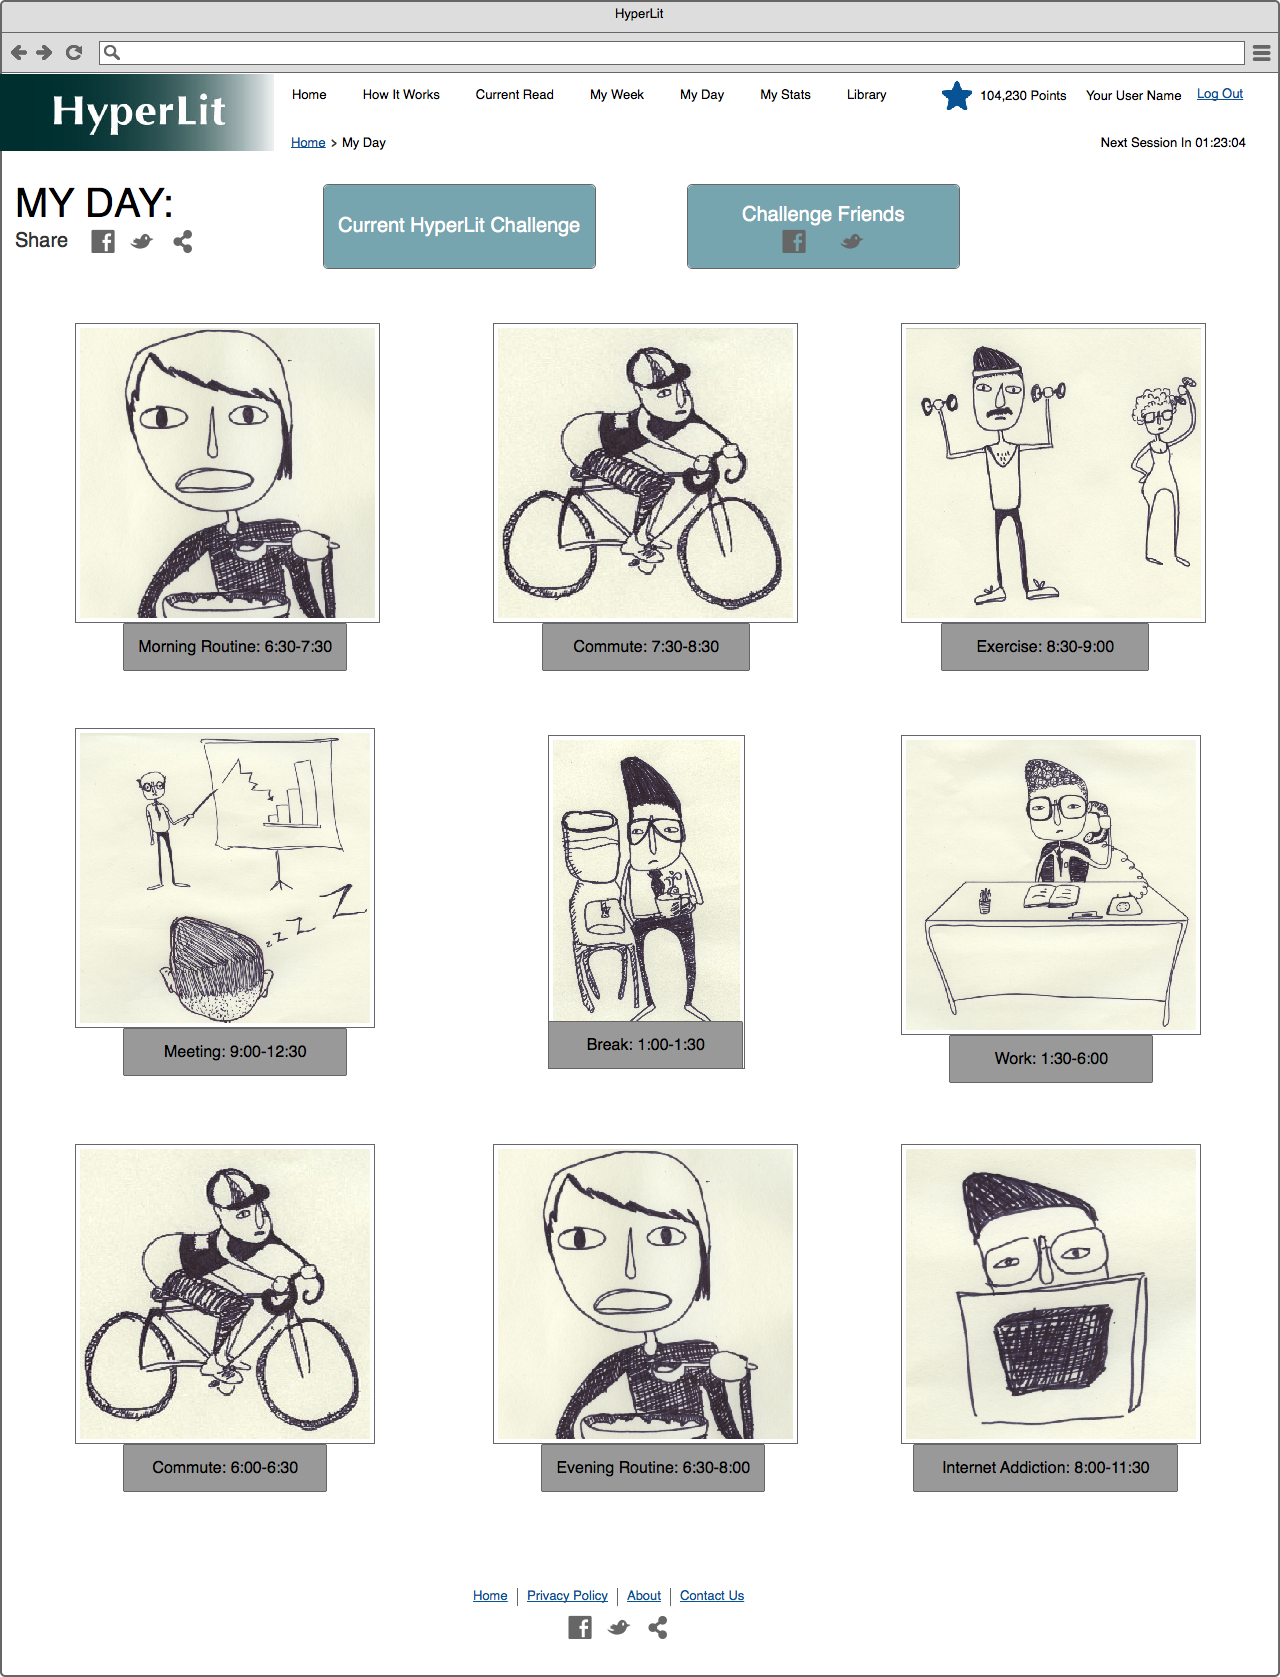 HyperLit
HyperLit
Home How It Works Current Read My Week My Day My Stats Library 104,230 Points Your User Name Log Out
Home > My Day Next Session In 01:23:04
MY DAY:
Share
Current HyperLit Challenge
Challenge Friends
Morning Routine: 6:30-7:30
Commute: 7:30-8:30
Exercise: 8:30-9:00
z z Z Z
Meeting: 9:00-12:30
Break: 1:00-1:30
Work: 1:30-6:00
Commute: 6:00-6:30
Evening Routine: 6:30-8:00
Internet Addiction: 8:00-11:30
Home Privacy Policy About Contact Us